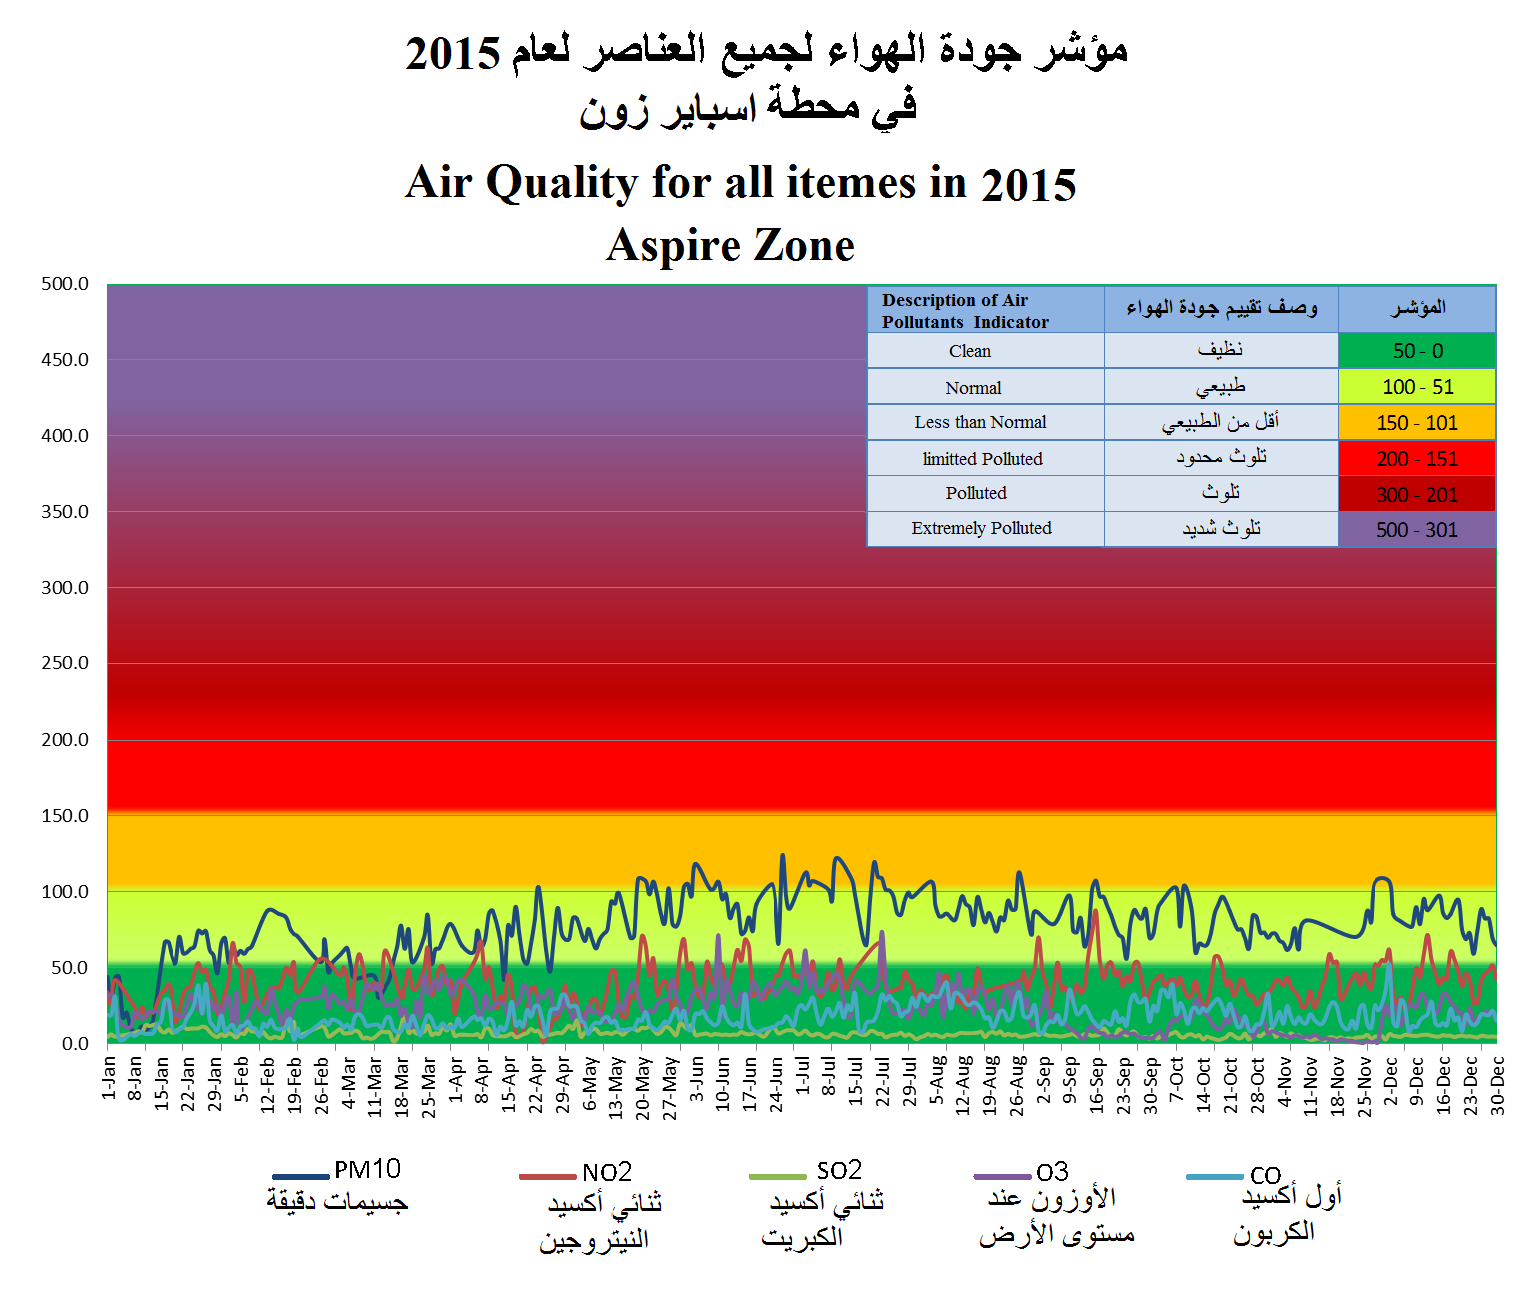 مؤشر جودة الهواء لجميع العناصر لعام 2015
في محطة اسباير زون
Air Quality for all itemes in 2015
Aspire Zone
500.0
450.0
400.0
350.0
300.0
250.0
200.0
150.0
100.0
50.0
0.0
Description of Air Pollutants Indicator وصف تقييم جودة الهواء المؤشر
Clean نظيف 50 - 0
Normal طبيعي 100 - 51
Less than Normal أقل من الطبيعي 150 - 101
limitted Polluted تلوث محدود 200 - 151
Polluted تلوث 300 - 201
Extremely Polluted تلوث شديد 500 - 301
1-Jan
8-Jan
15-Jan
22-Jan
29-Jan
5-Feb
12-Feb
19-Feb
26-Feb
4-Mar
11-Mar
18-Mar
25-Mar
1-Apr
8-Apr
15-Apr
22-Apr
29-Apr
6-May
13-May
20-May
27-May
3-Jun
10-Jun
17-Jun
24-Jun
1-Jul
8-Jul
15-Jul
22-Jul
29-Jul
5-Aug
12-Aug
19-Aug
26-Aug
2-Sep
9-Sep
16-Sep
23-Sep
30-Sep
7-Oct
14-Oct
21-Oct
28-Oct
4-Nov
11-Nov
18-Nov
25-Nov
2-Dec
9-Dec
16-Dec
23-Dec
30-Dec
PM10
جسيمات دقيقة
NO2
ثنائي أكسيد
النيتروجين
SO2
ثنائي أكسيد
الكبريت
O3
الأوزون عند
مستوى الأرض
CO
أول أكسيد
الكربون